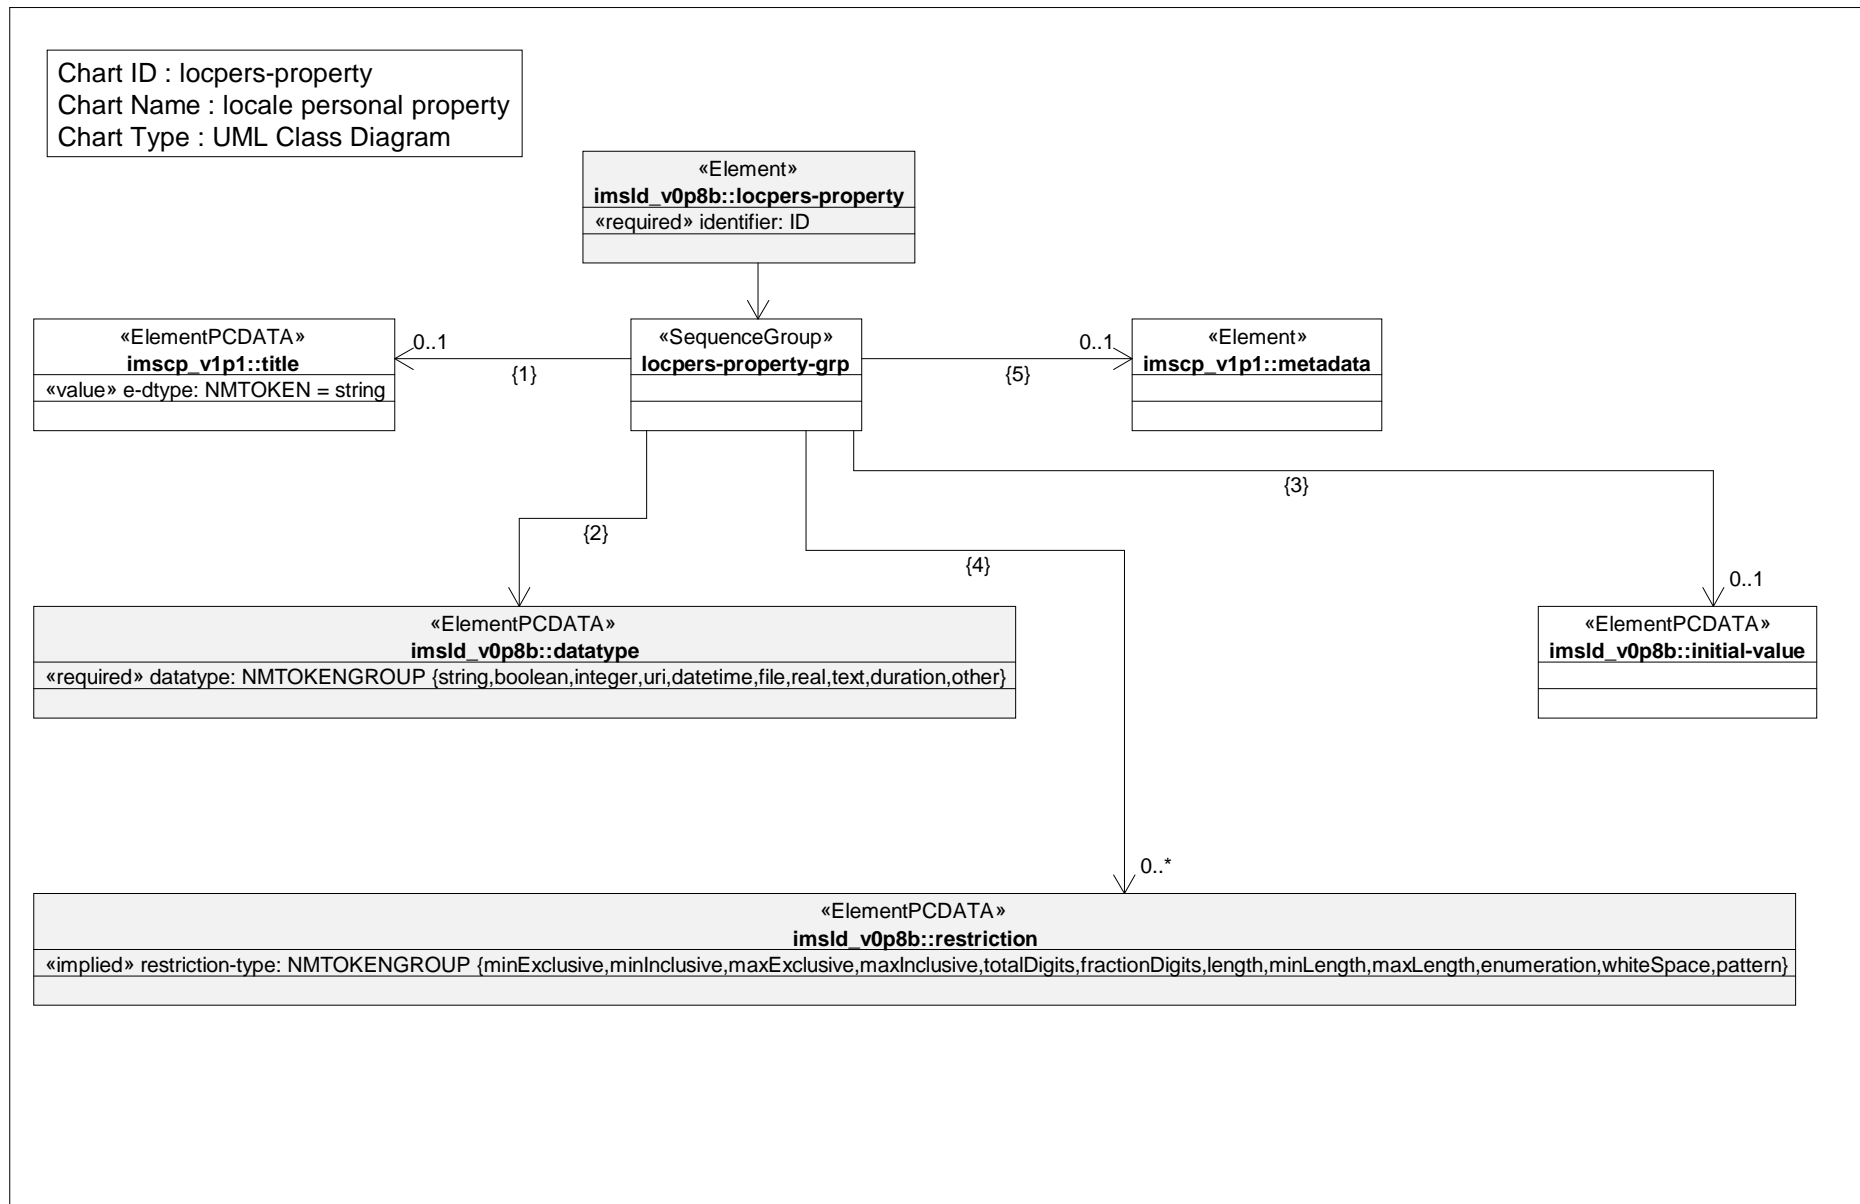 Chart ID : locpers-property
Chart Name : locale personal property
Chart Type : UML Class Diagram
«Element»
imsld_v0p8b::locpers-property
«required» identifier: ID
«ElementPCDATA»
imscp_v1p1::title
«value» e-dtype: NMTOKEN = string
0..1
{1}
«SequenceGroup»
locpers-property-grp
0..1
{5}
«Element»
imscp_v1p1::metadata
{3}
{2}
{4}
0..1
«ElementPCDATA»
imsld_v0p8b::datatype
«required» datatype: NMTOKENGROUP {string,boolean,integer,uri,datetime,file,real,text,duration,other}
«ElementPCDATA»
imsld_v0p8b::initial-value
0..*
«ElementPCDATA»
imsld_v0p8b::restriction
«implied» restriction-type: NMTOKENGROUP {minExclusive,minInclusive,maxExclusive,maxInclusive,totalDigits,fractionDigits,length,minLength,maxLength,enumeration,whiteSpace,pattern}